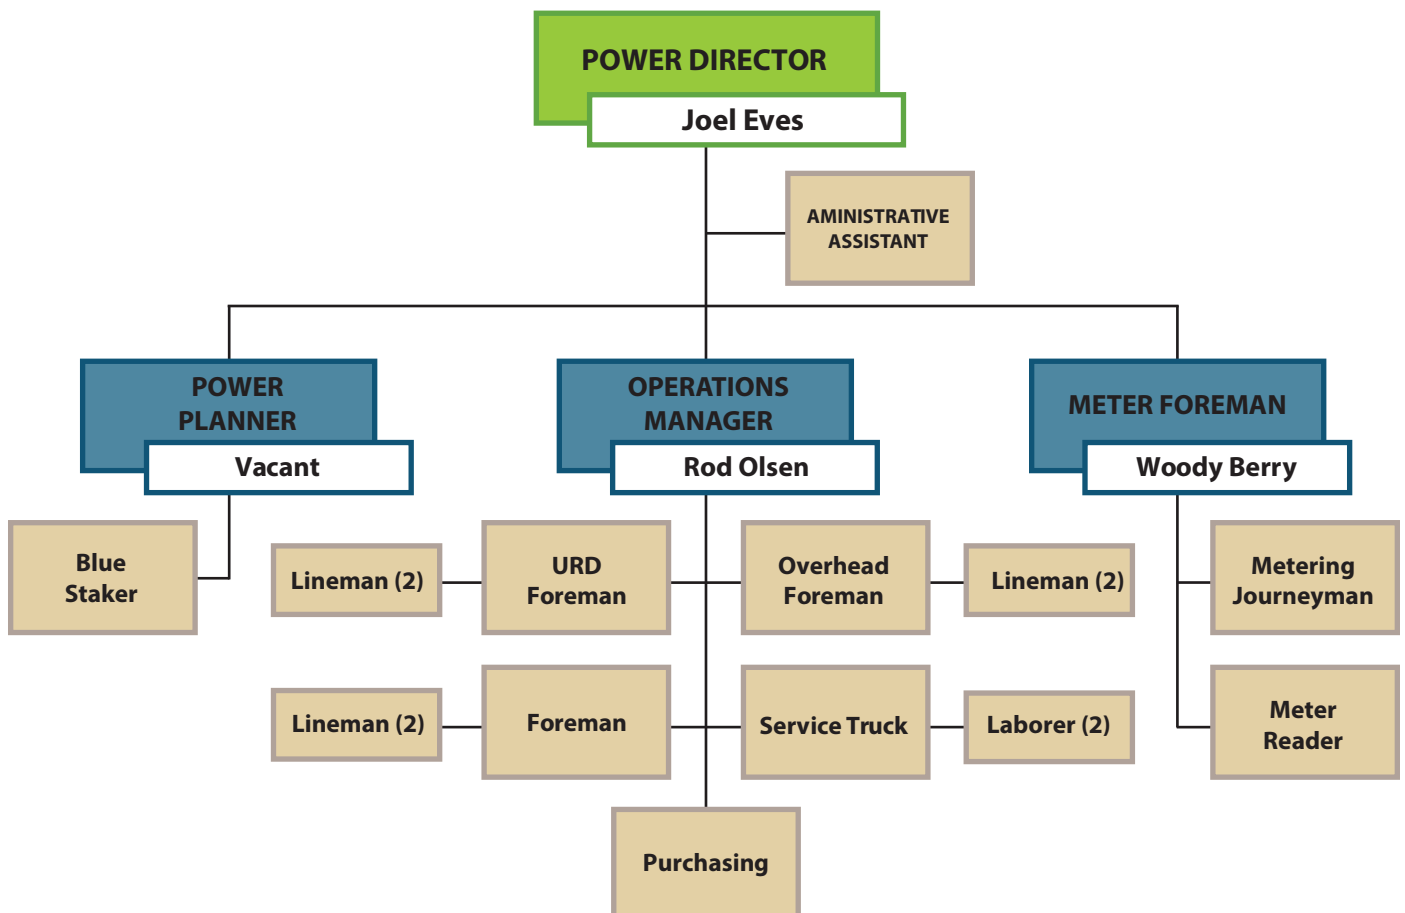 POWER DIRECTOR
Joel Eves
AMINISTRATIVE
ASSISTANT
POWER
PLANNER
Vacant
OPERATIONS
MANAGER
Rod Olsen
METER FOREMAN
Woody Berry
Blue
Staker
Lineman (2)
URD
Foreman
Overhead
Foreman
Lineman (2)
Metering
Journeyman
Lineman (2)
Foreman
Service Truck
Laborer (2)
Meter
Reader
Purchasing